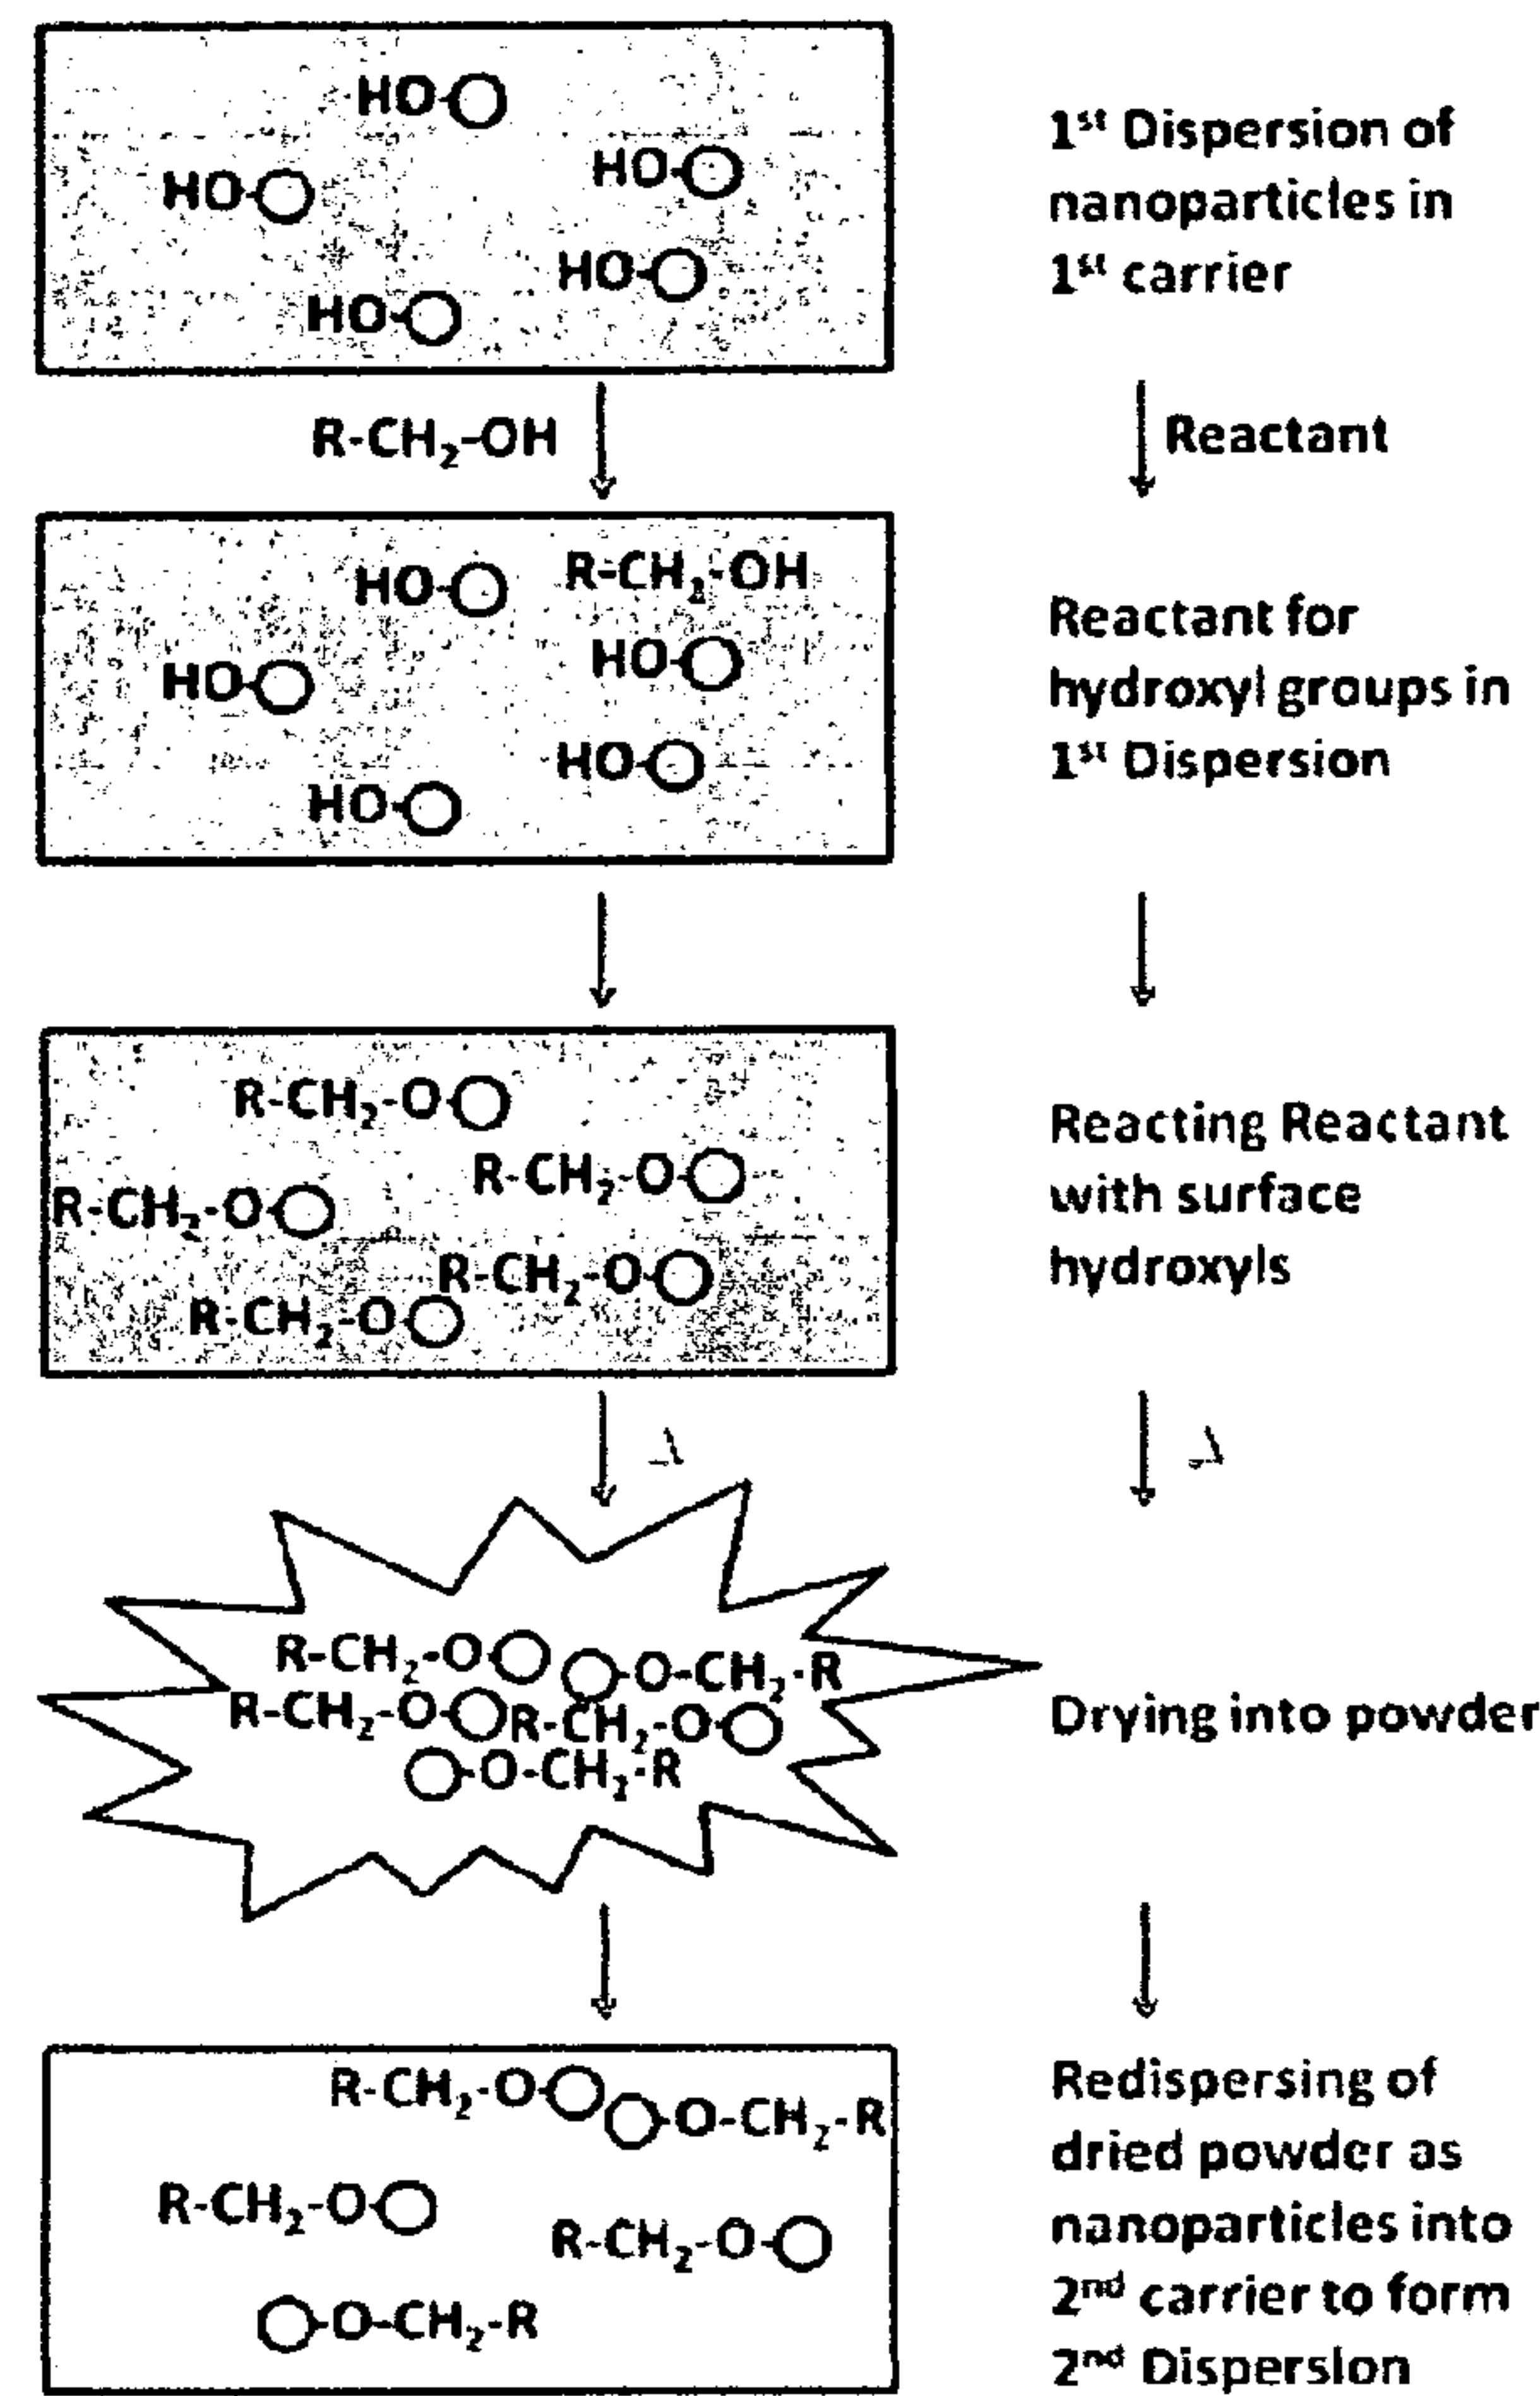 HO-
HO-
HO-
HO-
HO-
1st Dispersion of
nanoparticles in
1st carrier
R-CH2-OH
Reactant
HO-
R-CH2-OH
HO-
HO-
HO-
HO-
Reactant for
hydroxyl groups in
1st Dispersion
R-CH2-O-
R-CH2-O-
R-CH2-O-
R-CH2-O-
R-CH2-O-
Reacting Reactant
with surface
hydroxyls
Δ
Δ
R-CH2-O-
-O-CH2-R
R-CH2-O-
R-CH2-O-
-O-CH2-R
Drying into powder
R-CH2-O-
-O-CH2-R
R-CH2-O-
R-CH2-O-
-O-CH2-R
Redispersing of
dried powder as
nanoparticles into
2nd carrier to form
2nd Dispersion